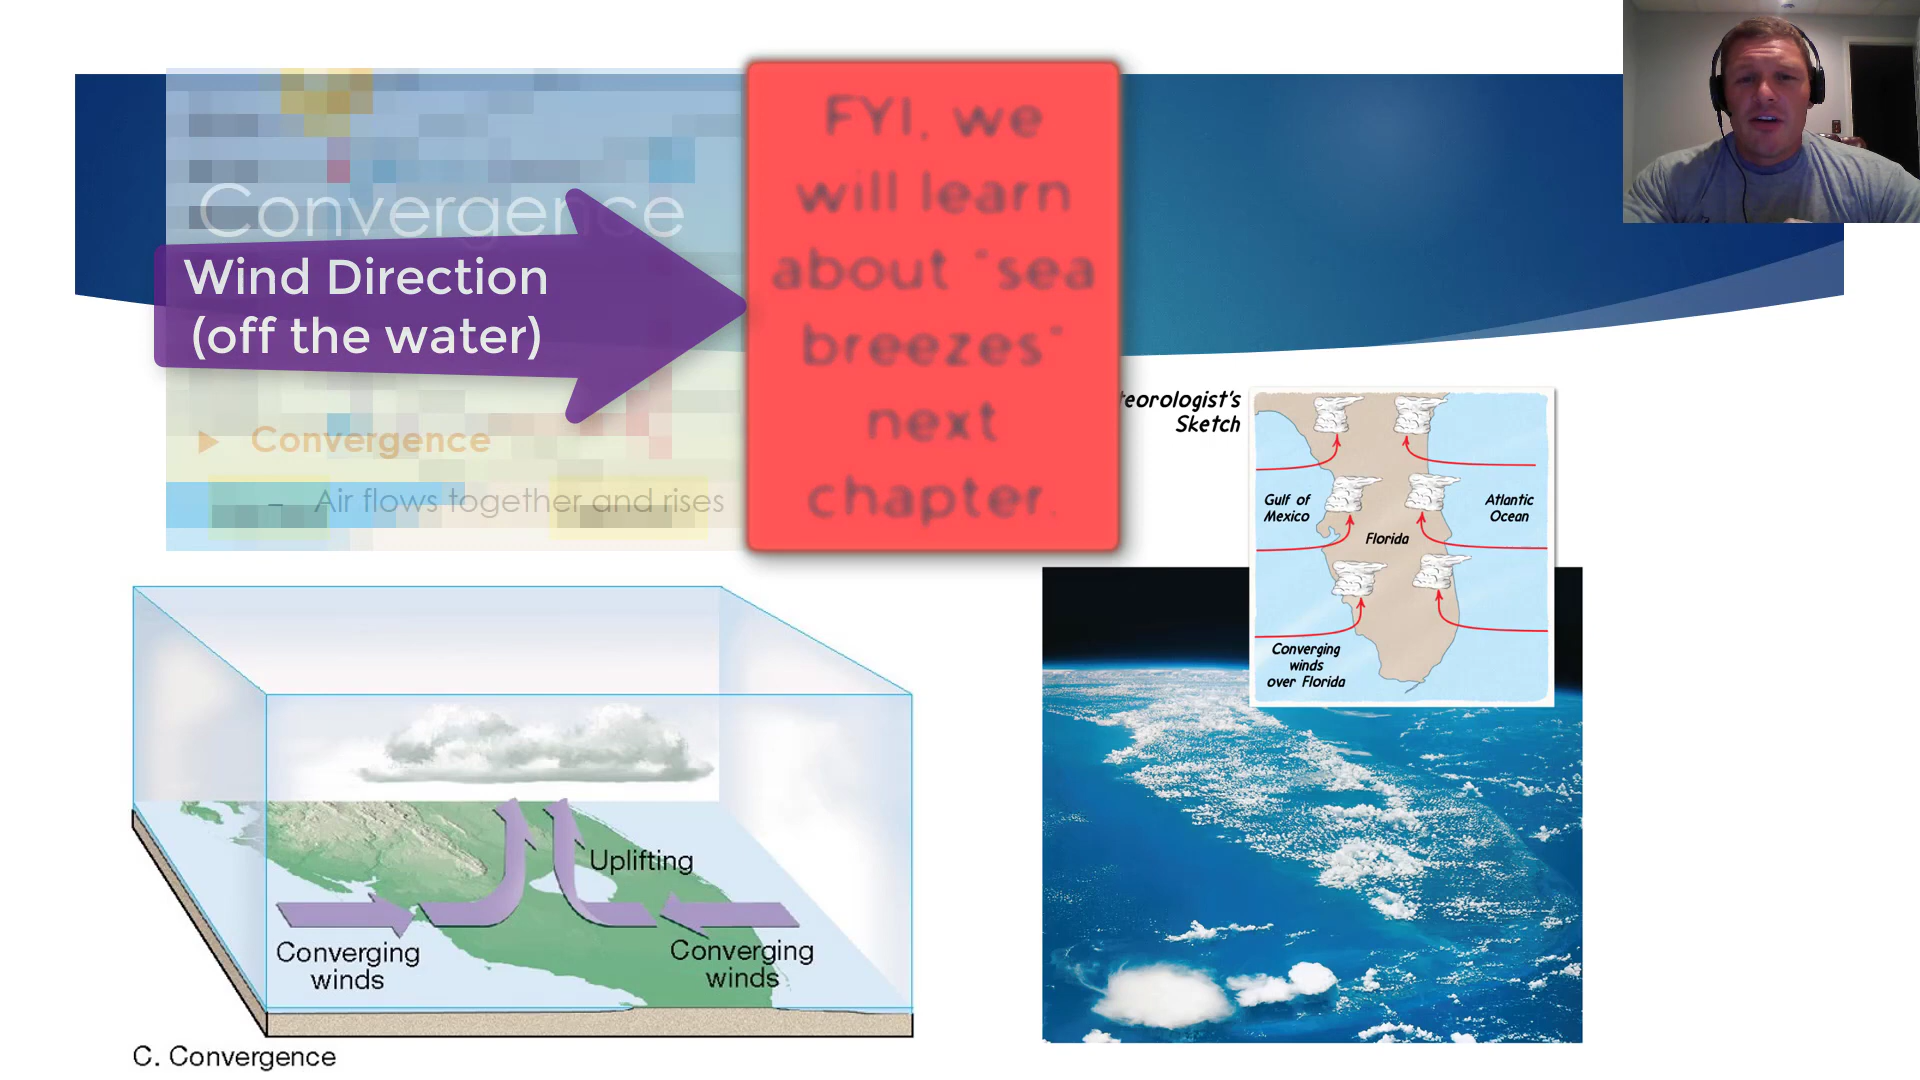 Convergence
Wind Direction
(off the water)
FYI, we
will learn
about "sea
breezes"
next
chapter.
Convergence
– Air flows together and rises
teorologist's
Sketch
Gulf of
Mexico
Atlantic
Ocean
Florida
Converging
winds
over Florida
Uplifting
Converging
winds
Converging
winds
C. Convergence